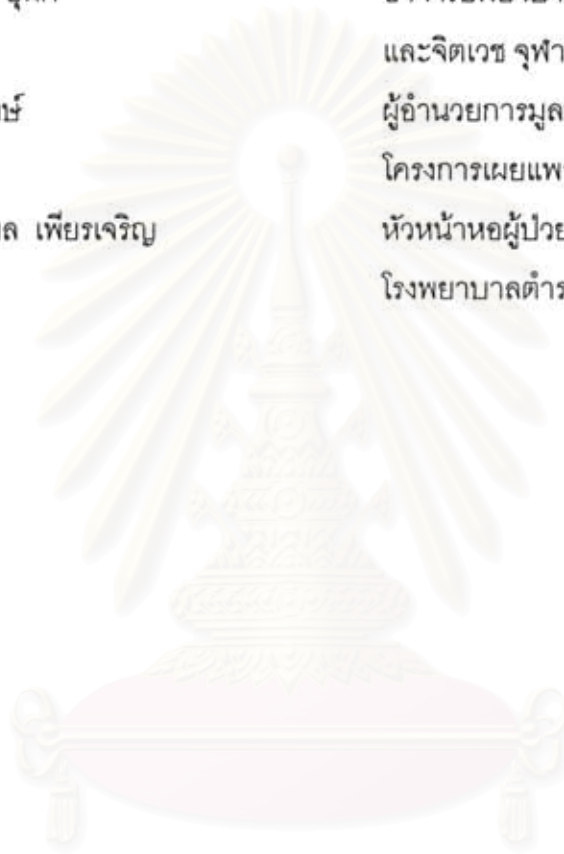 และจิตเวช จุฬา
ษ์ ผู้อำนวยการมูล
โครงการเผยแพ
ล เพียรเจริญ หัวหน้าหอผู้ป่วย
โรงพยาบาลตำร